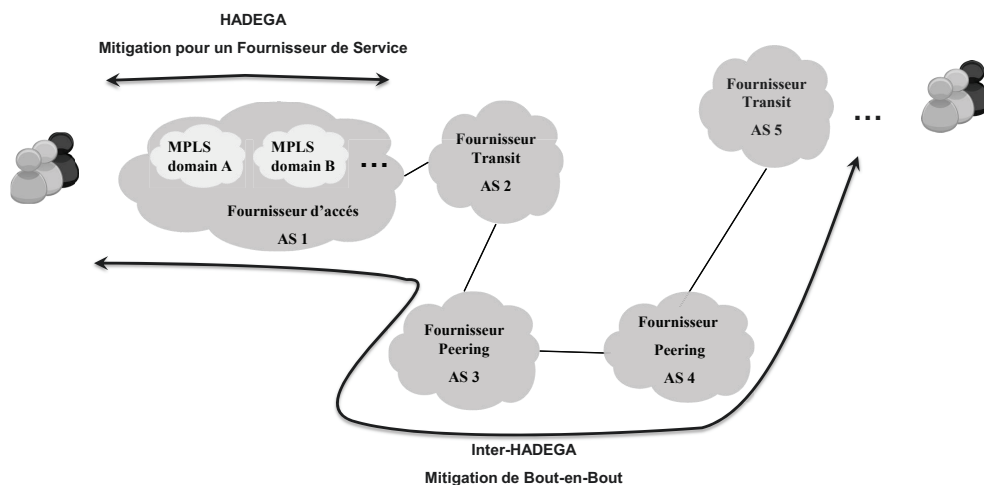 HADEGA
Mitigation pour un Fournisseur de Service
MPLS
domain A
MPLS
domain B
...
Fournisseur d'accés
AS 1
Fournisseur
Transit
AS 2
Fournisseur
Peering
AS 3
Fournisseur
Peering
AS 4
Fournisseur
Transit
AS 5
...
Inter-HADEGA
Mitigation de Bout-en-Bout